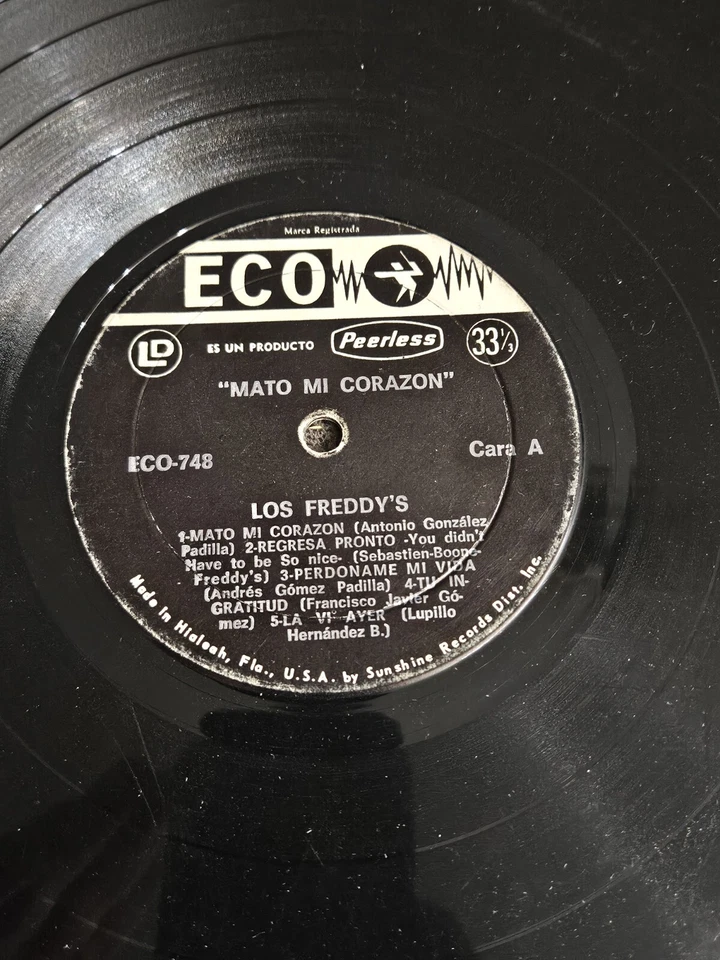 Marca Registrada
ECO
LD ES UN PRODUCTO Peerless 33⅓
"MATO MI CORAZON"
ECO-748 Cara A
LOS FREDDY'S
1-MATO MI CORAZON (Antonio González
Padilla) 2-REGRESA PRONTO -You didn't
Have to be So nice- (Sebastien-Boone-
Freddy's) 3-PERDONAME MI VIDA
(Andrés Gómez Padilla) 4-TU IN-
GRATITUD (Francisco Javier Gó-
mez) 5-LA VI AYER (Lupillo
Hernández B.)
Made in Hialeah, Fla., U.S.A. by Sunshine Records Dist. Inc.